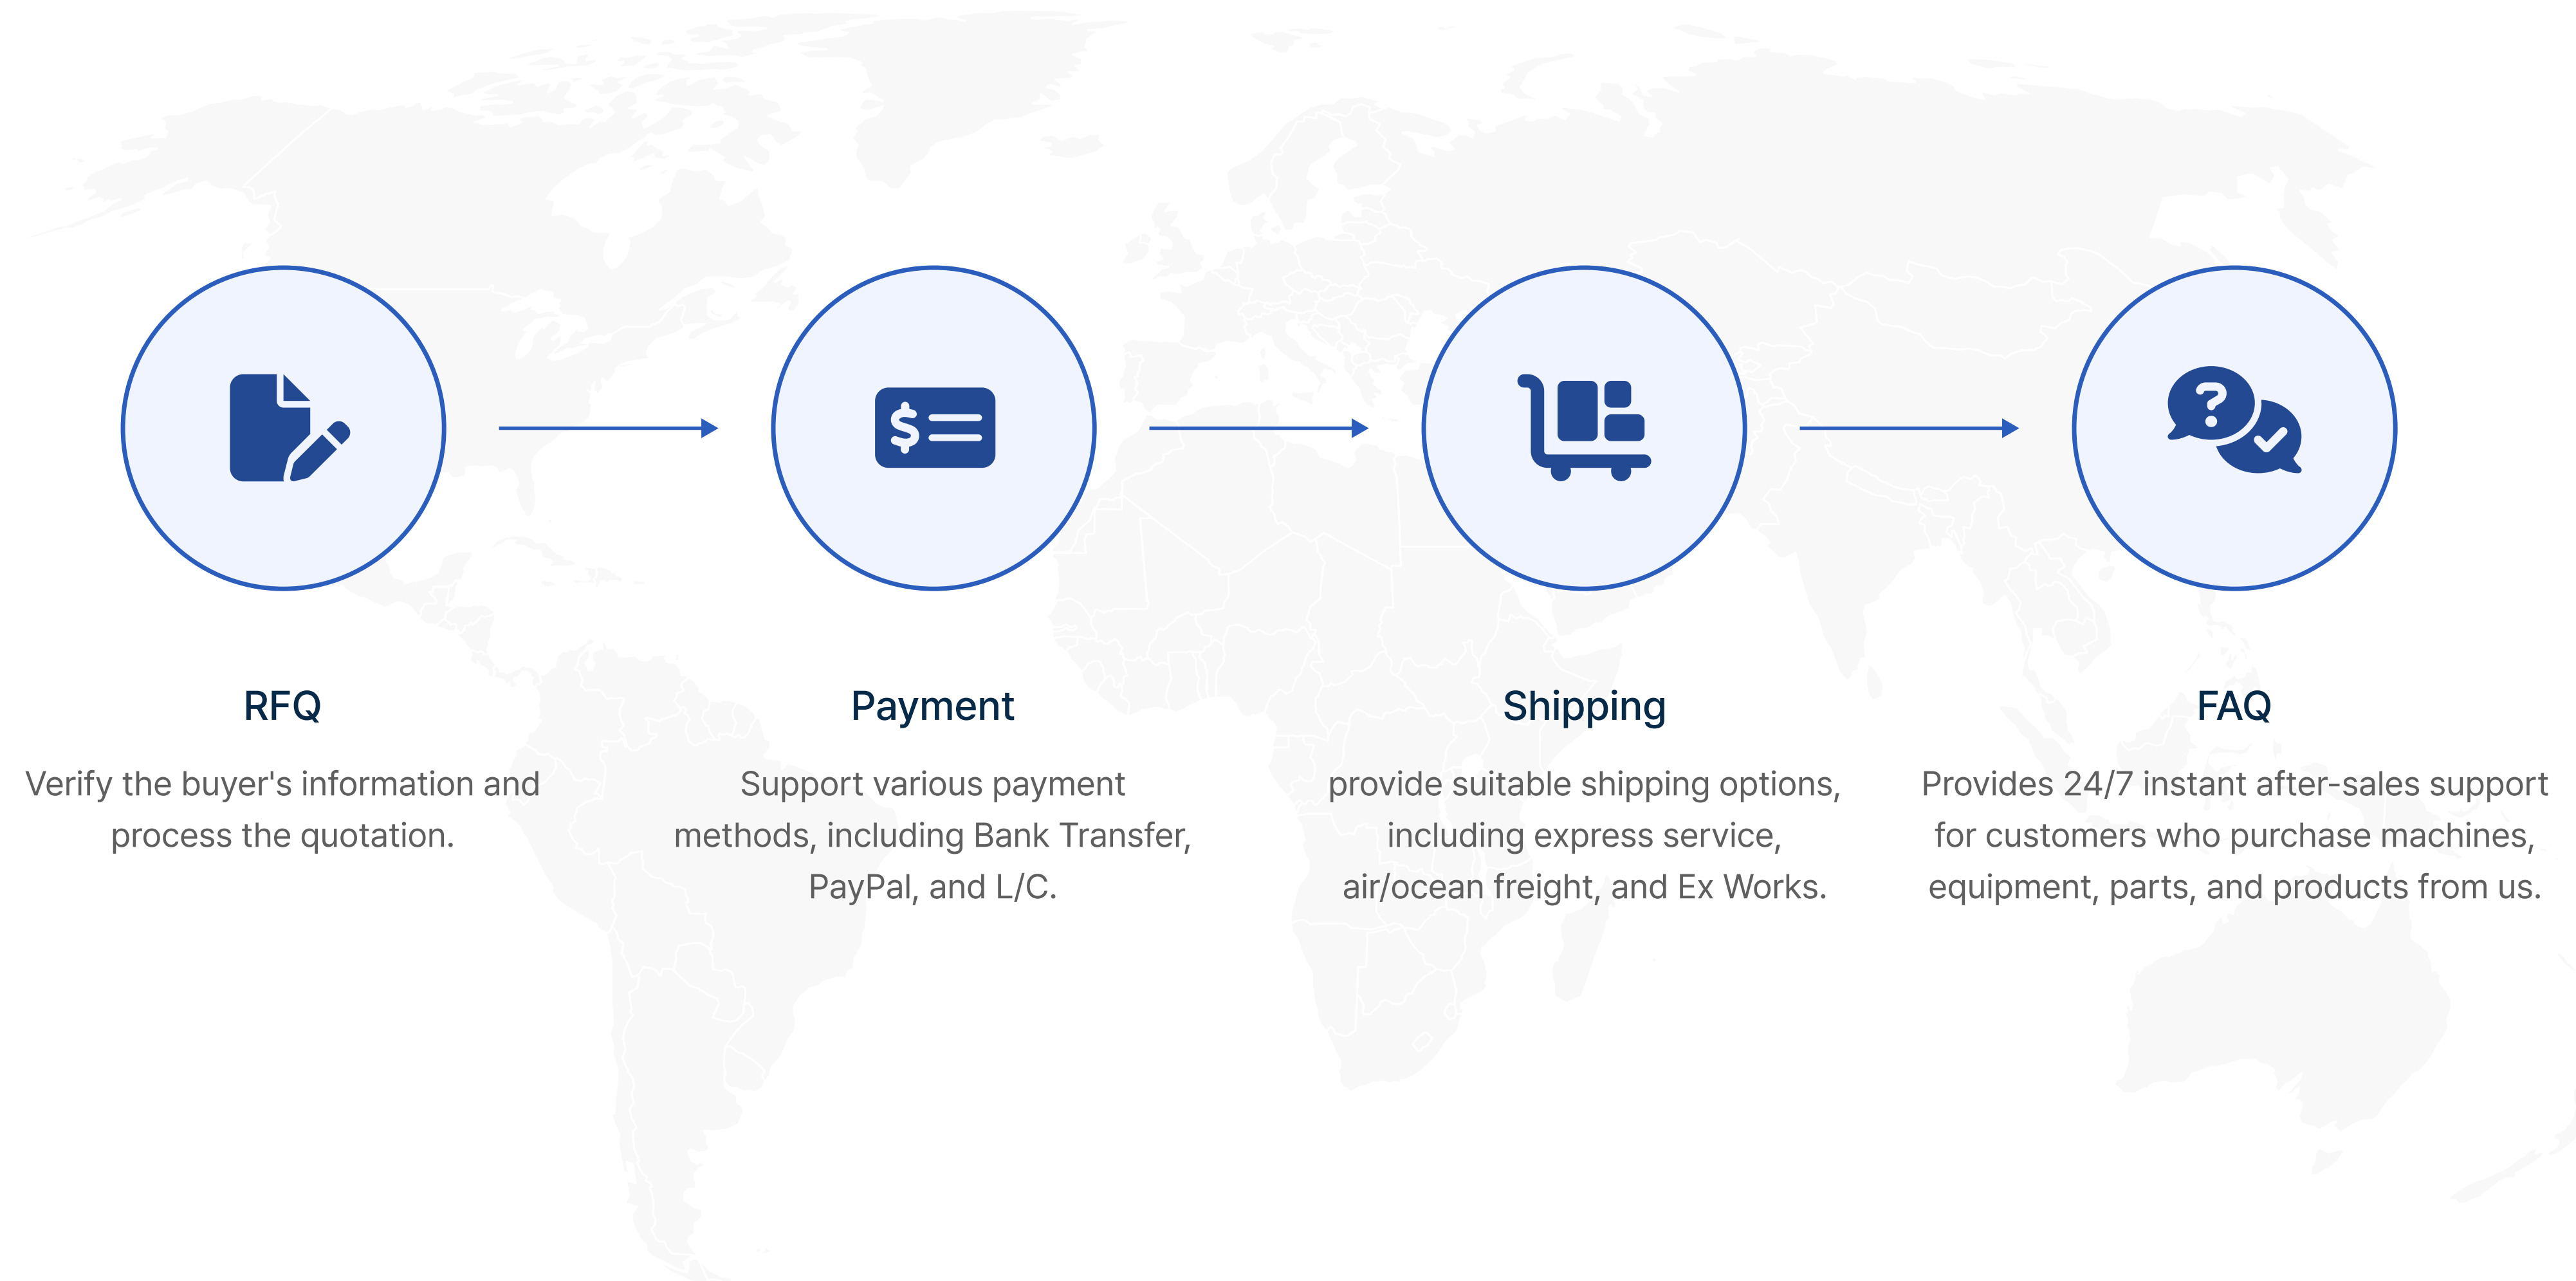 RFQ
Verify the buyer's information and
process the quotation.
Payment
Support various payment
methods, including Bank Transfer,
PayPal, and L/C.
Shipping
provide suitable shipping options,
including express service,
air/ocean freight, and Ex Works.
FAQ
Provides 24/7 instant after-sales support
for customers who purchase machines,
equipment, parts, and products from us.